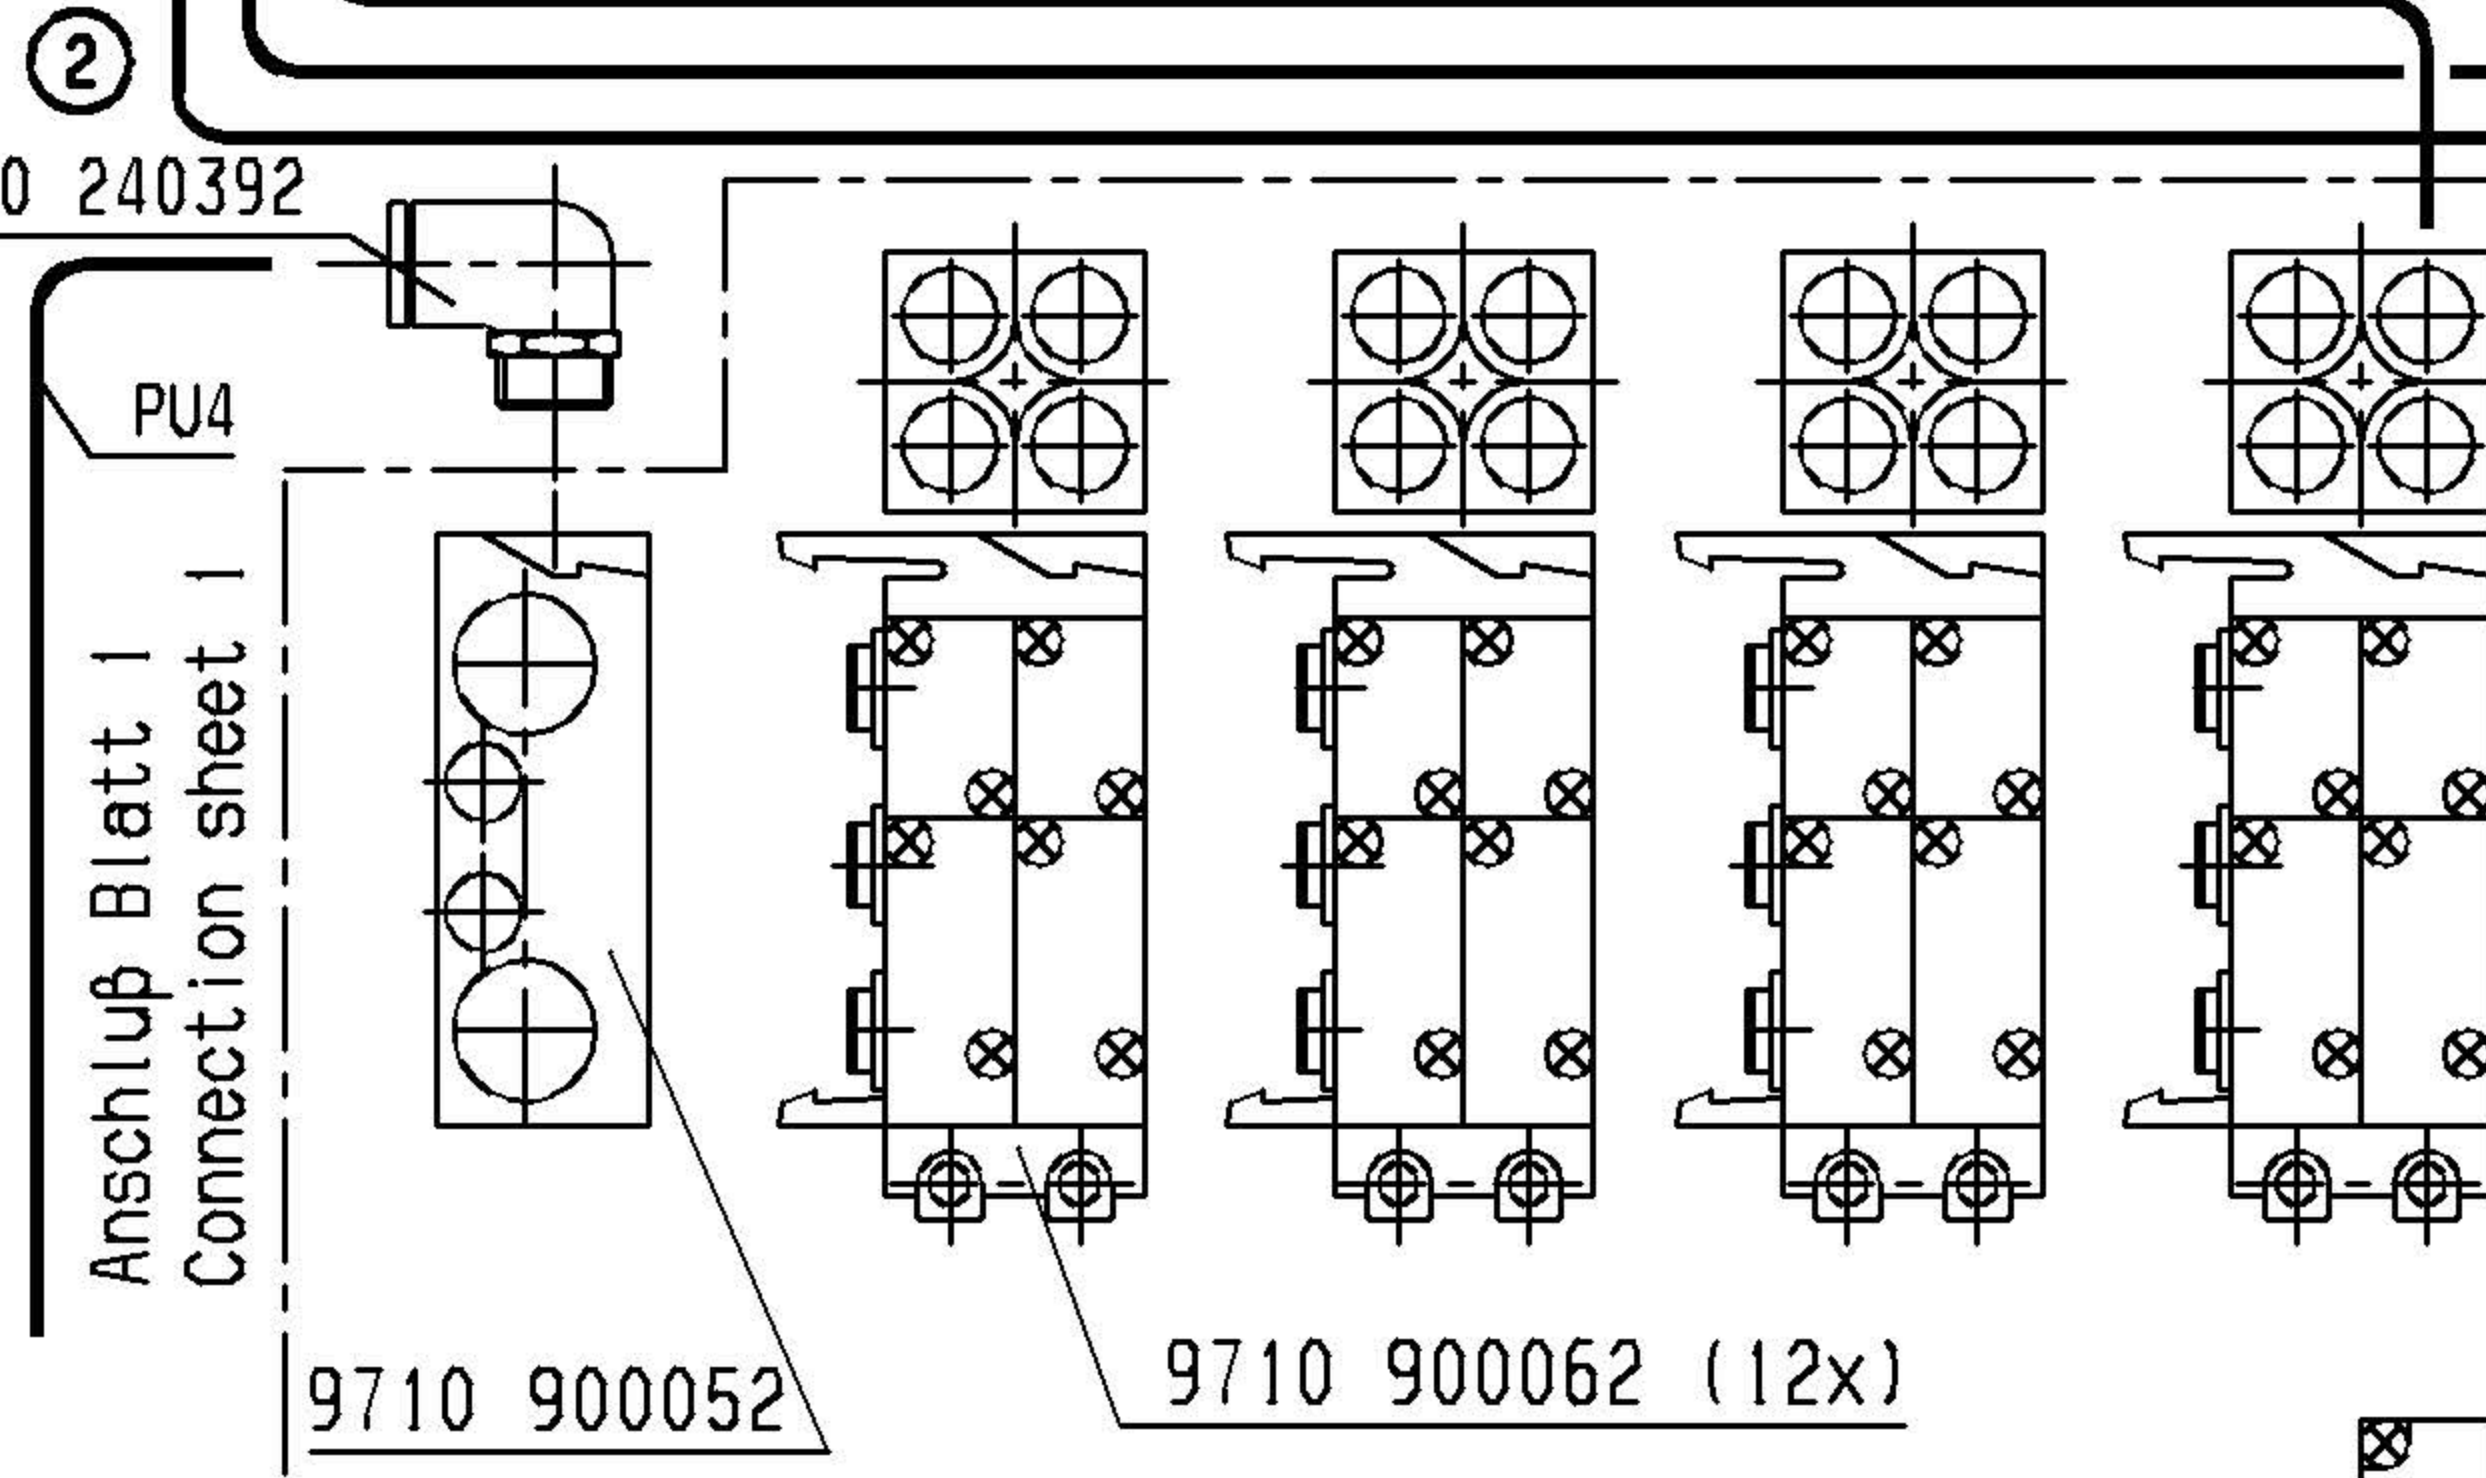 2
0 240392
PU4
Anschluß Blatt 1
Connection sheet 1
9710 900052
9710 900062 (12x)